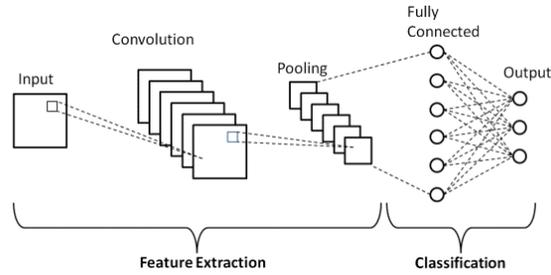 Input
Convolution
Pooling
Fully
Connected
Output
Feature Extraction
Classification